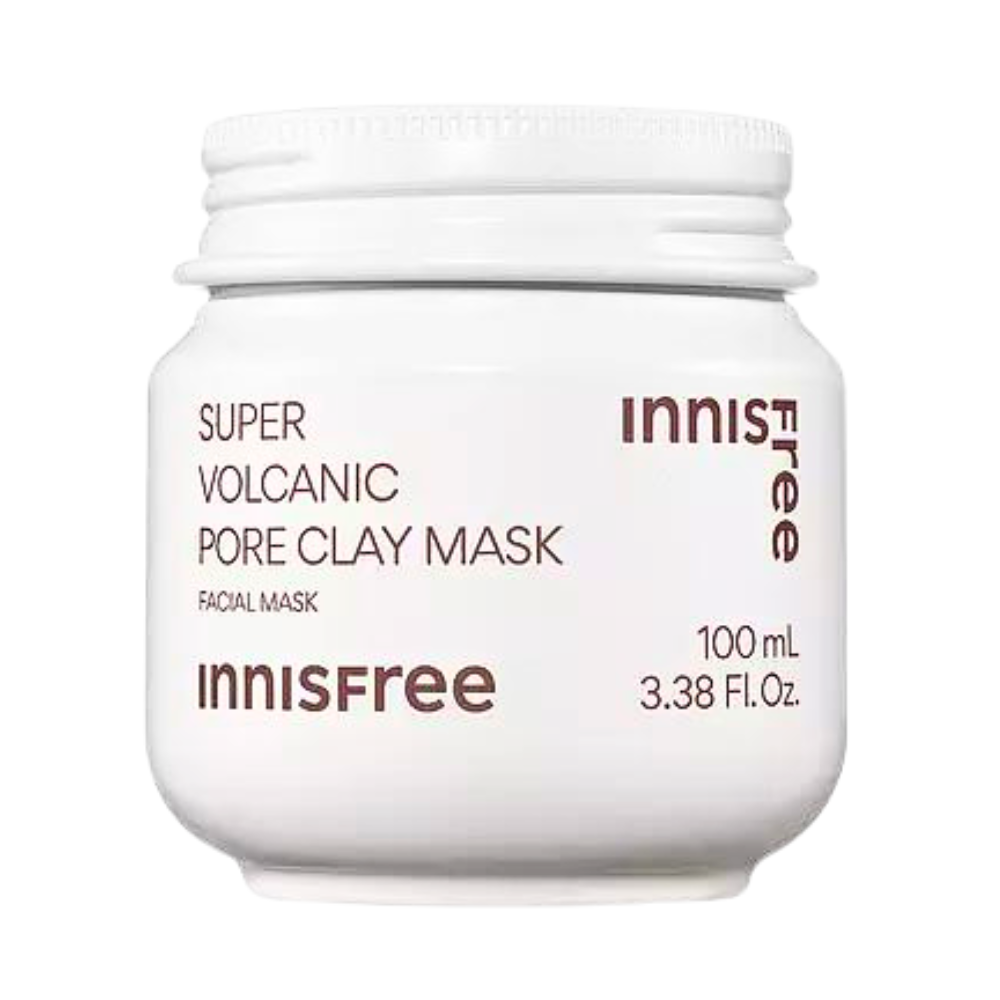 SUPER
VOLCANIC
PORE CLAY MASK
FACIAL MASK
INNISFree
INNISFree
100 mL
3.38 Fl. Oz.